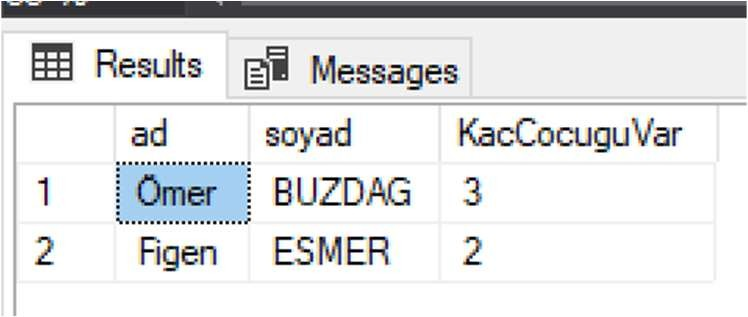 Results Messages
ad soyad KacCocuguVar
1 Ömer BUZDAG 3
2 Figen ESMER 2